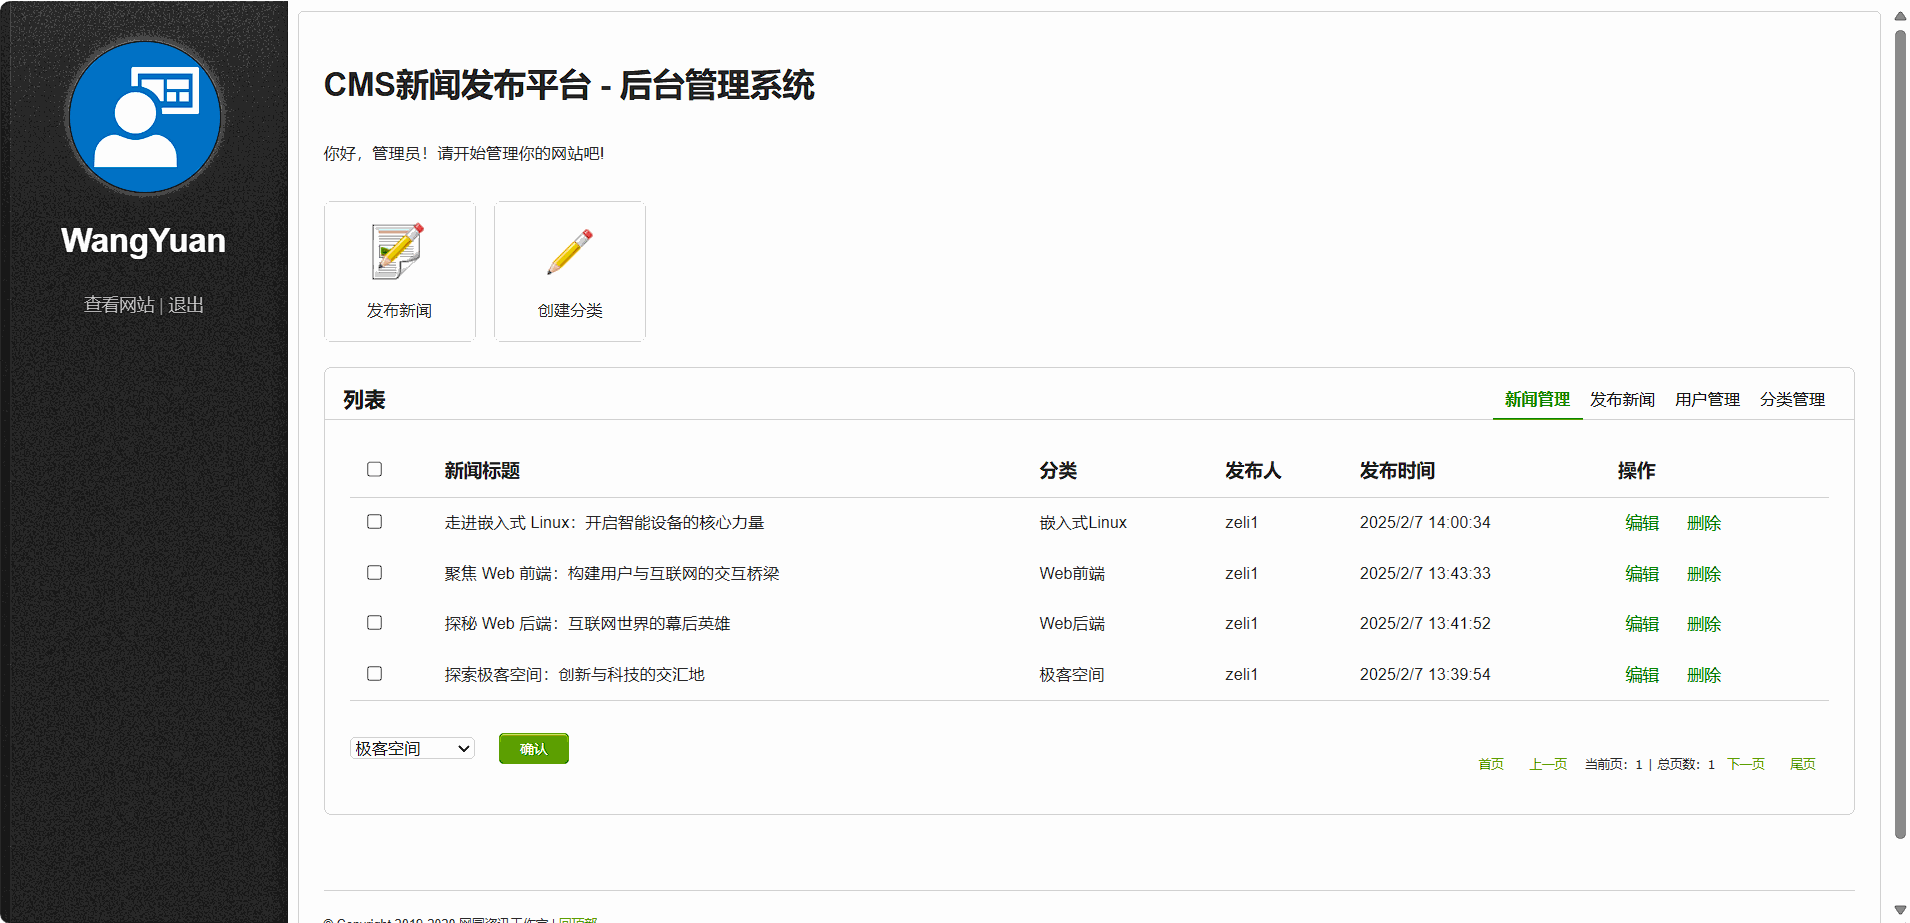 WangYuan
查看网站 | 退出
CMS新闻发布平台 - 后台管理系统
你好，管理员！请开始管理你的网站吧!
发布新闻 创建分类
列表 新闻管理 发布新闻 用户管理 分类管理
新闻标题 分类 发布人 发布时间 操作
走进嵌入式 Linux：开启智能设备的核心力量 嵌入式Linux zeli1 2025/2/7 14:00:34 编辑 删除
聚焦 Web 前端：构建用户与互联网的交互桥梁 Web前端 zeli1 2025/2/7 13:43:33 编辑 删除
探秘 Web 后端：互联网世界的幕后英雄 Web后端 zeli1 2025/2/7 13:41:52 编辑 删除
探索极客空间：创新与科技的交汇地 极客空间 zeli1 2025/2/7 13:39:54 编辑 删除
极客空间 确认
首页 上一页 当前页：1 | 总页数：1 下一页 尾页
© Copyright 2019-2020